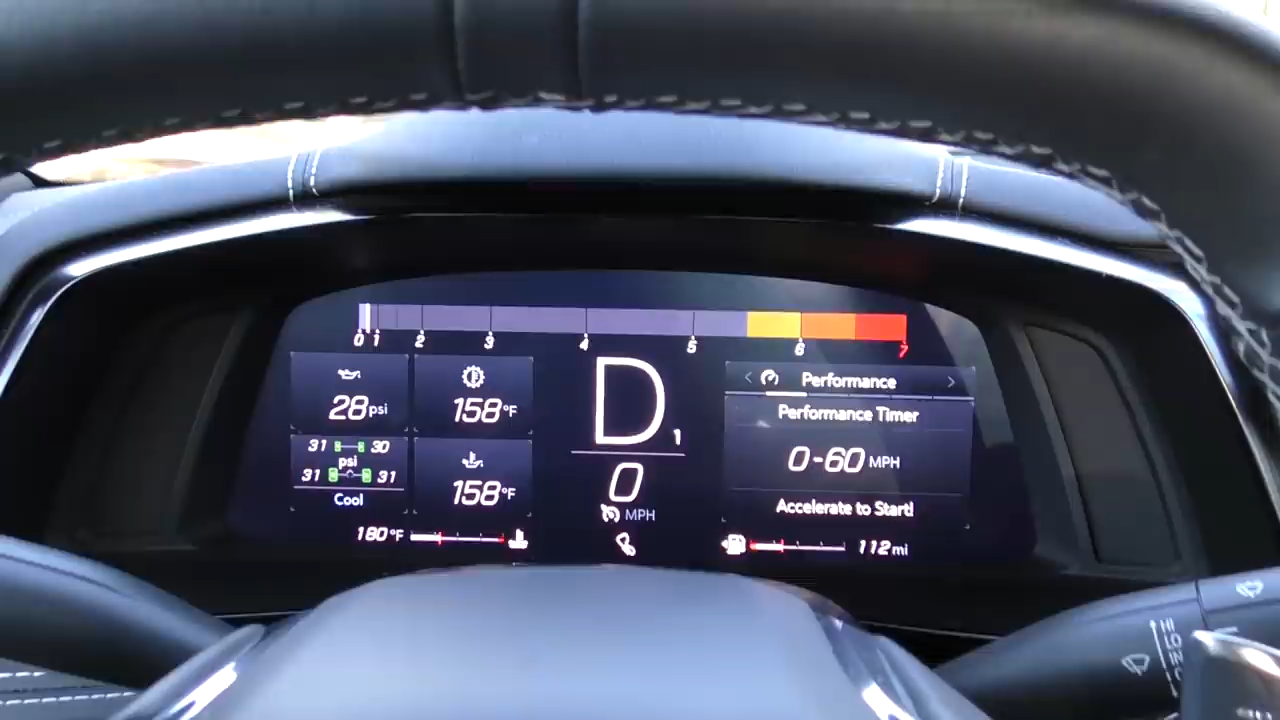 0 1 2 3 4 5 6 7
28 psi
158 °F
31 30
psi
31 31
Cool
158 °F
180 °F
D1
0
MPH
Performance
Performance Timer
0-60 MPH
Accelerate to Start!
112 mi